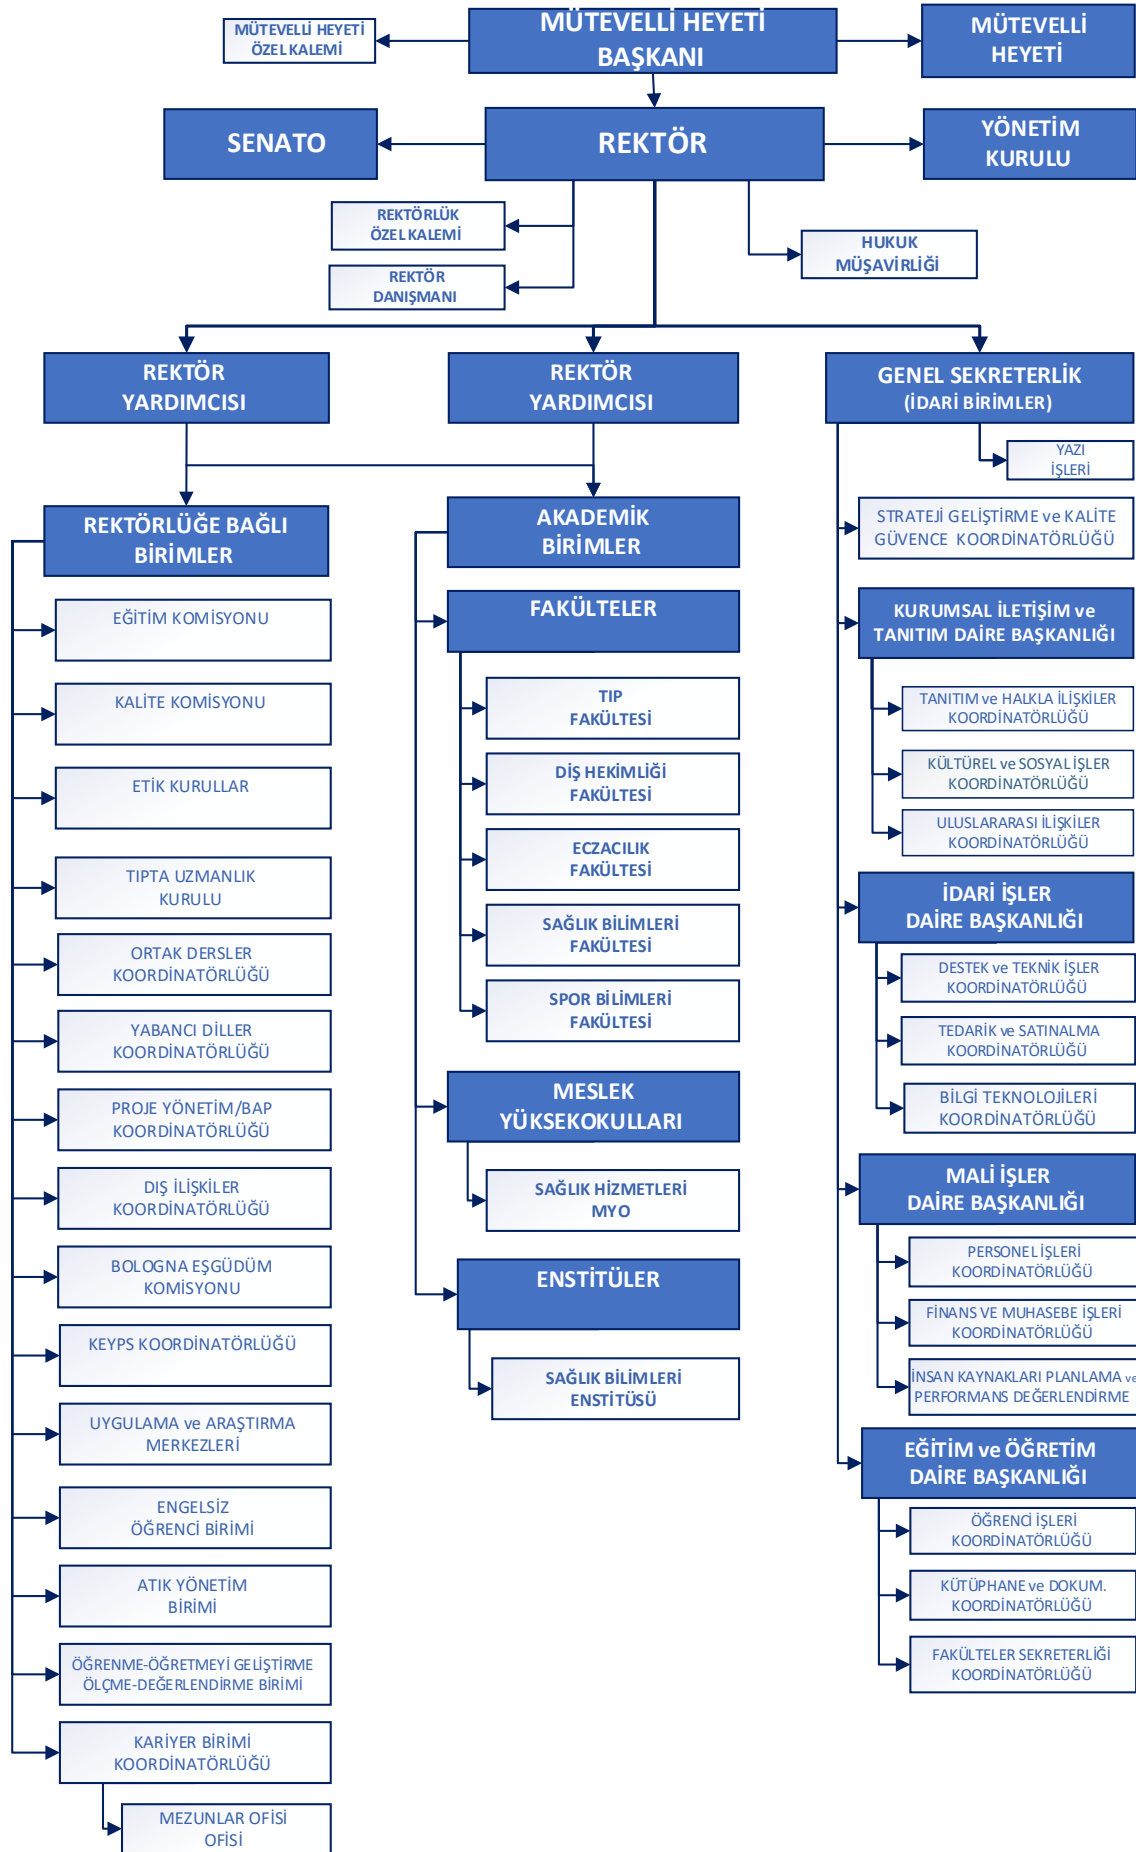 MÜTEVELLİ HEYETİ
ÖZEL KALEMİ
MÜTEVELLİ HEYETİ
BAŞKANI
MÜTEVELLİ
HEYETİ
SENATO
REKTÖR
YÖNETİM
KURULU
REKTÖRLÜK
ÖZEL KALEMİ
HUKUK
MÜŞAVİRLİĞİ
REKTÖR
DANIŞMANI
REKTÖR
YARDIMCISI
REKTÖR
YARDIMCISI
GENEL SEKRETERLİK
(İDARİ BİRİMLER)
YAZI
İŞLERİ
REKTÖRLÜĞE BAĞLI
BİRİMLER
EĞİTİM KOMİSYONU
KALİTE KOMİSYONU
ETİK KURULLAR
TIPTA UZMANLIK
KURULU
ORTAK DERSLER
KOORDİNATÖRLÜĞÜ
YABANCI DİLLER
KOORDİNATÖRLÜĞÜ
PROJE YÖNETİM/BAP
KOORDİNATÖRLÜĞÜ
DIŞ İLİŞKİLER
KOORDİNATÖRLÜĞÜ
BOLOGNA EŞGÜDÜM
KOMİSYONU
KEYPS KOORDİNATÖRLÜĞÜ
UYGULAMA ve ARAŞTIRMA
MERKEZLERİ
ENGELSİZ
ÖĞRENCİ BİRİMİ
ATIK YÖNETİM
BİRİMİ
ÖĞRENME-ÖĞRETMEYİ GELİŞTİRME
ÖLÇME-DEĞERLENDİRME BİRİMİ
KARİYER BİRİMİ
KOORDİNATÖRLÜĞÜ
MEZUNLAR OFİSİ
OFİSİ
AKADEMİK
BİRİMLER
FAKÜLTELER
TIP
FAKÜLTESİ
DİŞ HEKİMLİĞİ
FAKÜLTESİ
ECZACILIK
FAKÜLTESİ
SAĞLIK BİLİMLERİ
FAKÜLTESİ
SPOR BİLİMLERİ
FAKÜLTESİ
MESLEK
YÜKSEKOKULLARI
SAĞLIK HİZMETLERİ
MYO
ENSTİTÜLER
SAĞLIK BİLİMLERİ
ENSTİTÜSÜ
STRATEJİ GELİŞTİRME ve KALİTE
GÜVENCE KOORDİNATÖRLÜĞÜ
KURUMSAL İLETİŞİM ve
TANITIM DAİRE BAŞKANLIĞI
TANITIM ve HALKLA İLİŞKİLER
KOORDİNATÖRLÜĞÜ
KÜLTÜREL ve SOSYAL İŞLER
KOORDİNATÖRLÜĞÜ
ULUSLARARASI İLİŞKİLER
KOORDİNATÖRLÜĞÜ
İDARİ İŞLER
DAİRE BAŞKANLIĞI
DESTEK ve TEKNİK İŞLER
KOORDİNATÖRLÜĞÜ
TEDARİK ve SATINALMA
KOORDİNATÖRLÜĞÜ
BİLGİ TEKNOLOJİLERİ
KOORDİNATÖRLÜĞÜ
MALİ İŞLER
DAİRE BAŞKANLIĞI
PERSONEL İŞLERİ
KOORDİNATÖRLÜĞÜ
FİNANS VE MUHASEBE İŞLERİ
KOORDİNATÖRLÜĞÜ
İNSAN KAYNAKLARI PLANLAMA ve
PERFORMANS DEĞERLENDİRME
EĞİTİM ve ÖĞRETİM
DAİRE BAŞKANLIĞI
ÖĞRENCİ İŞLERİ
KOORDİNATÖRLÜĞÜ
KÜTÜPHANE ve DOKUM.
KOORDİNATÖRLÜĞÜ
FAKÜLTELER SEKRETERLİĞİ
KOORDİNATÖRLÜĞÜ